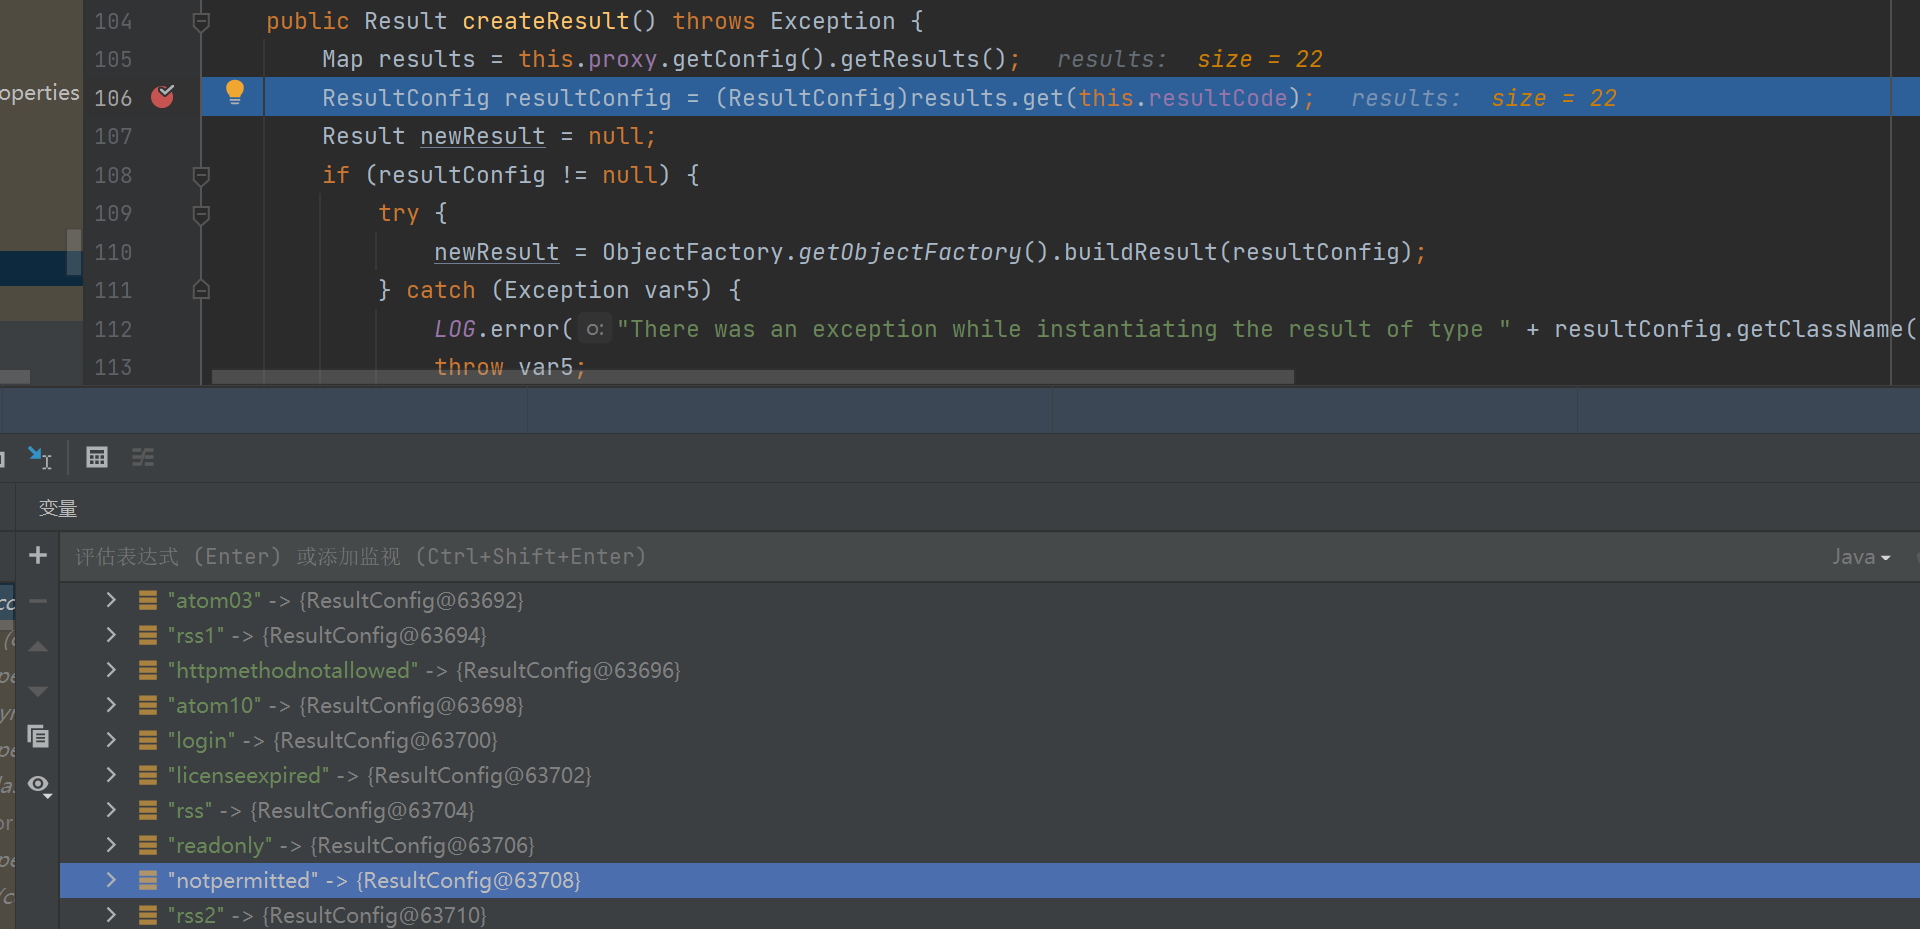 104 public Result createResult() throws Exception {
105 Map results = this.proxy.getConfig().getResults(); results: size = 22
operties 106 ResultConfig resultConfig = (ResultConfig)results.get(this.resultCode); results: size = 22
107 Result newResult = null;
108 if (resultConfig != null) {
109 try {
110 newResult = ObjectFactory.getObjectFactory().buildResult(resultConfig);
111 } catch (Exception var5) {
112 LOG.error( o: "There was an exception while instantiating the result of type " + resultConfig.getClassName(
113 throw var5;
变量
评估表达式 (Enter) 或添加监视 (Ctrl+Shift+Enter) Java
"atom03" -> {ResultConfig@63692}
"rss1" -> {ResultConfig@63694}
"httpmethodnotallowed" -> {ResultConfig@63696}
"atom10" -> {ResultConfig@63698}
"login" -> {ResultConfig@63700}
"licenseexpired" -> {ResultConfig@63702}
"rss" -> {ResultConfig@63704}
"readonly" -> {ResultConfig@63706}
"notpermitted" -> {ResultConfig@63708}
"rss2" -> {ResultConfig@63710}